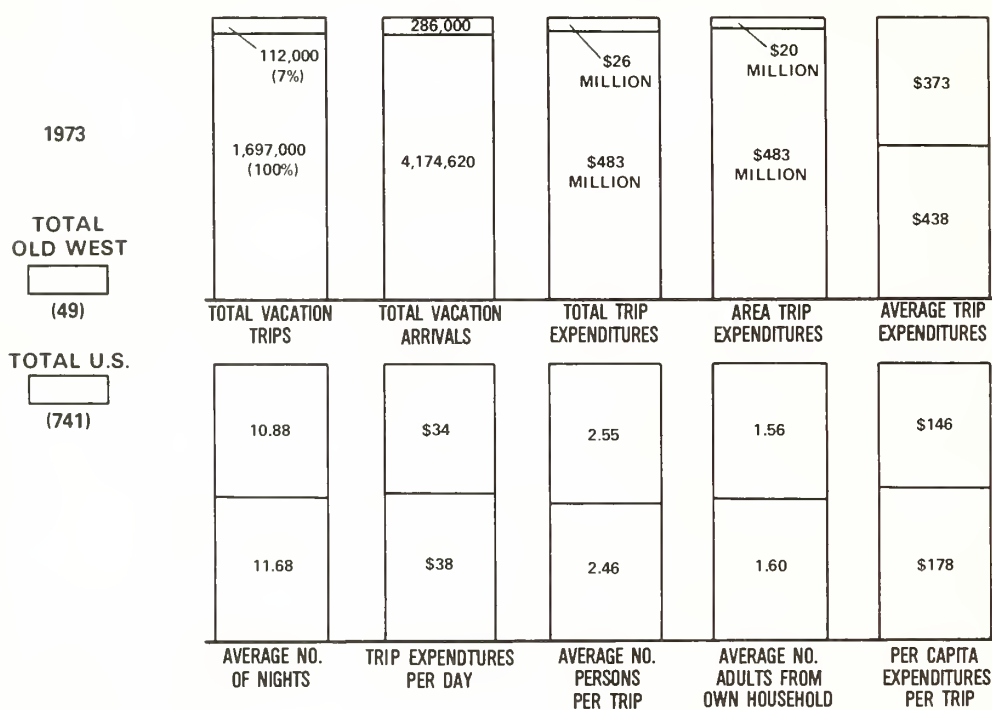 1973
TOTAL
OLD WEST
(49)
TOTAL U.S.
(741)
112,000
(7%)
1,697,000
(100%)
TOTAL VACATION
TRIPS
286,000
4,174,620
TOTAL VACATION
ARRIVALS
$26
MILLION
$483
MILLION
TOTAL TRIP
EXPENDITURES
$20
MILLION
$483
MILLION
AREA TRIP
EXPENDITURES
$373
$438
AVERAGE TRIP
EXPENDITURES
10.88
11.68
AVERAGE NO.
OF NIGHTS
$34
$38
TRIP EXPENDTURES
PER DAY
2.55
2.46
AVERAGE NO.
PERSONS
PER TRIP
1.56
1.60
AVERAGE NO.
ADULTS FROM
OWN HOUSEHOLD
$146
$178
PER CAPITA
EXPENDITURES
PER TRIP